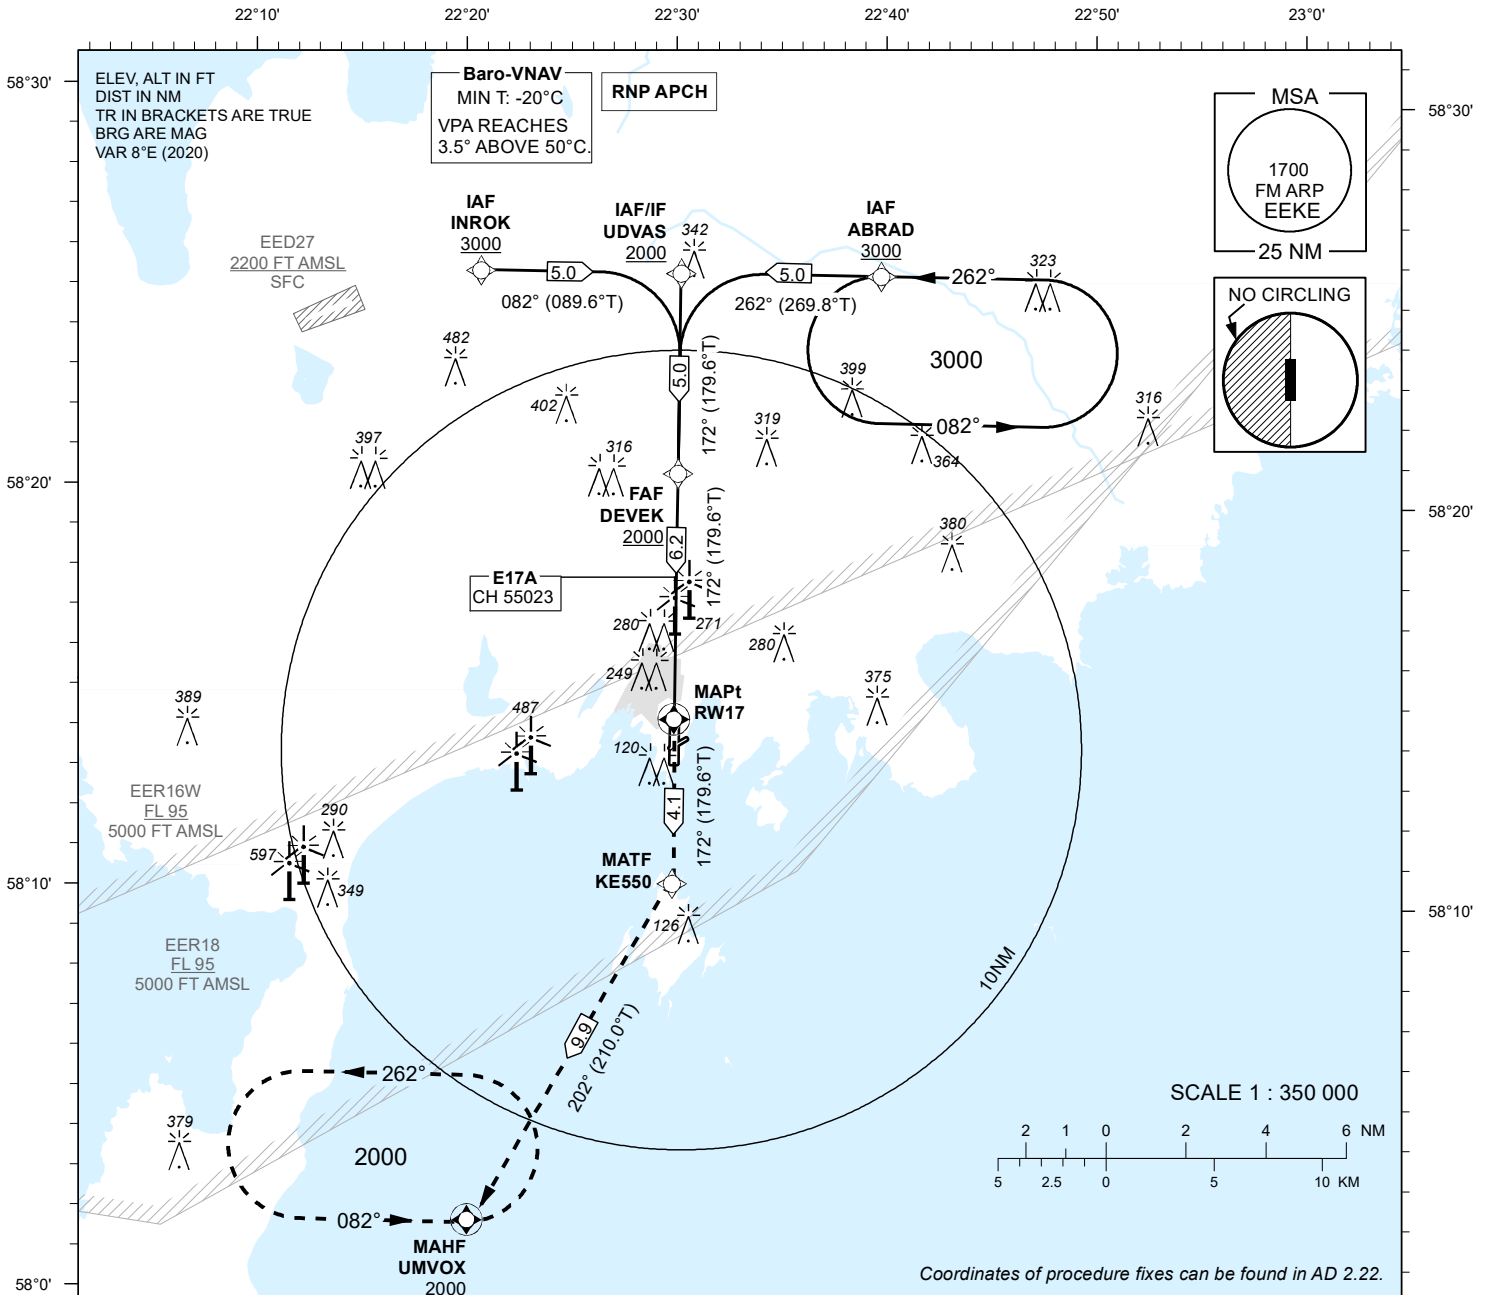 22°10'
22°20'
22°30'
22°40'
22°50'
23°0'
58°30'
58°20'
58°10'
58°0'
58°30'
58°20'
58°10'
ELEV, ALT IN FT
DIST IN NM
TR IN BRACKETS ARE TRUE
BRG ARE MAG
VAR 8°E (2020)
Baro-VNAV
MIN T: -20°C
VPA REACHES
3.5° ABOVE 50°C.
RNP APCH
MSA
1700
FM ARP
EEKE
25 NM
NO CIRCLING
IAF
INROK
3000
IAF/IF
UDVAS
2000
342
IAF
ABRAD
3000
323
EED27
2200 FT AMSL
SFC
5.0
082° (089.6°T)
5.0
262° (269.8°T)
262°
3000
082°
482
402
397
316
399
319
364
316
380
5.0
172° (179.6°T)
FAF
DEVEK
2000
6.2
172° (179.6°T)
E17A
CH 55023
280
271
249
280
375
389
487
MAPt
RW17
120
4.1
172° (179.6°T)
EER16W
FL 95
5000 FT AMSL
290
597
349
MATF
KE550
126
EER18
FL 95
5000 FT AMSL
10NM
9.9
202° (210.0°T)
262°
2000
082°
379
MAHF
UMVOX
2000
SCALE 1 : 350 000
2 1 0 2 4 6 NM
5 2.5 0 5 10 KM
Coordinates of procedure fixes can be found in AD 2.22.